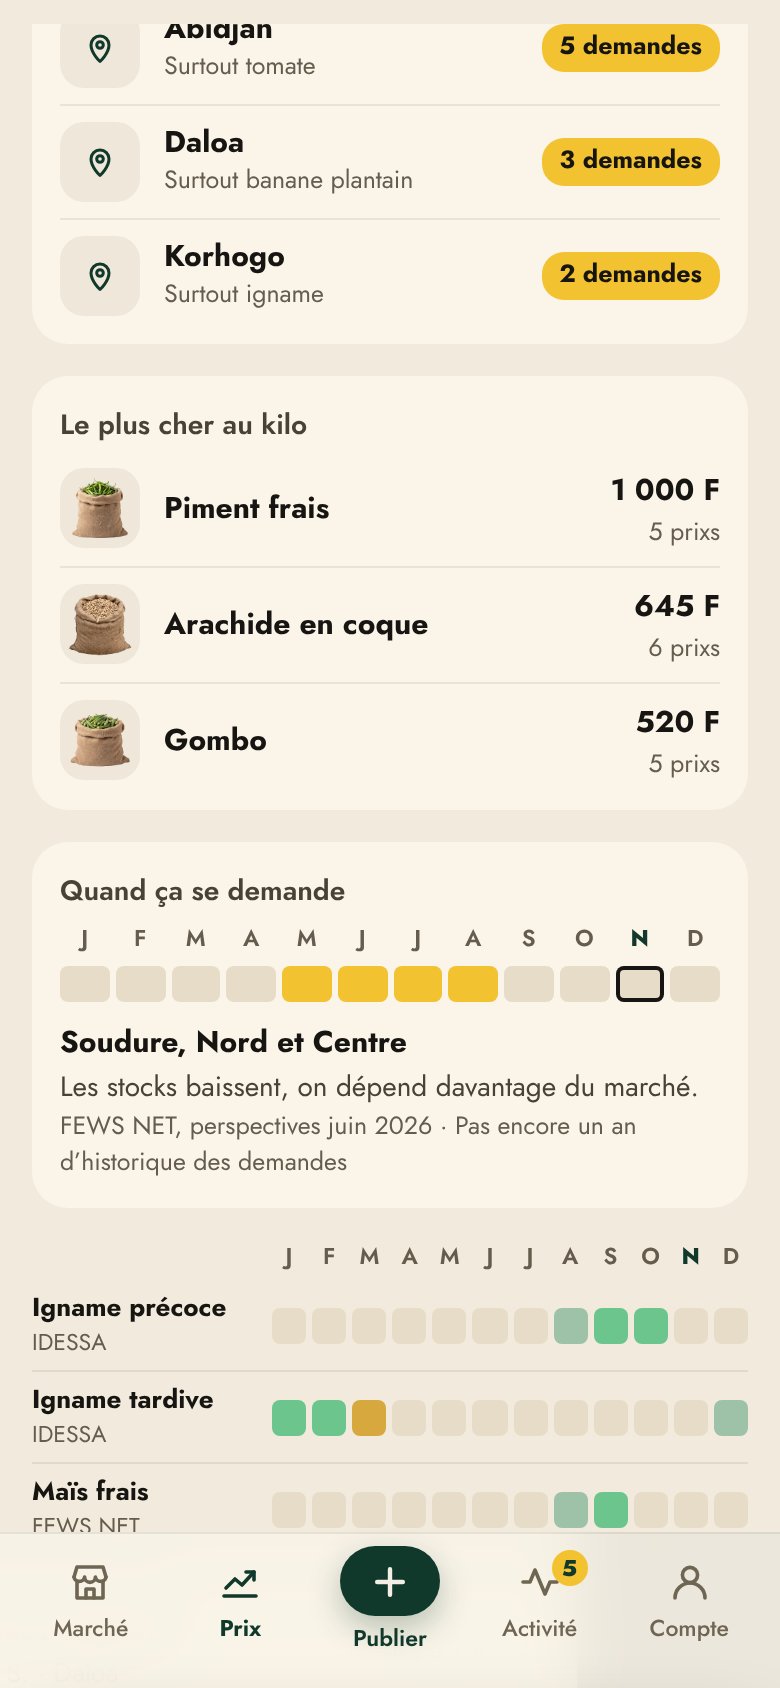 Abidjan
Surtout tomate
5 demandes
Daloa
Surtout banane plantain
3 demandes
Korhogo
Surtout igname
2 demandes
Le plus cher au kilo
Piment frais
1 000 F
5 prixs
Arachide en coque
645 F
6 prixs
Gombo
520 F
5 prixs
Quand ça se demande
J F M A M J J A S O N D
Soudure, Nord et Centre
Les stocks baissent, on dépend davantage du marché.
FEWS NET, perspectives juin 2026 · Pas encore un an
d’historique des demandes
J F M A M J J A S O N D
Igname précoce
IDESSA
Igname tardive
IDESSA
Maïs frais
FEWS NET
Marché
Prix
Publier
5
Activité
Compte
Daloa